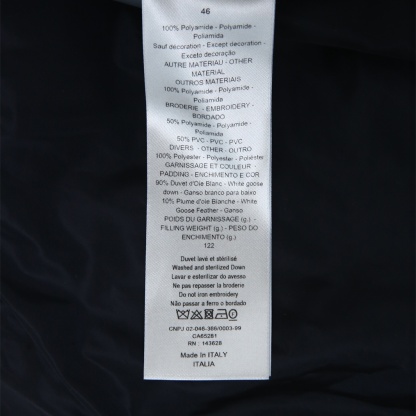 46
100% Polyamide - Polyamide -
Poliamida
Sauf decoration - Except decoration -
Exceto decoração
AUTRE MATERIAU - OTHER
MATERIAL
OUTROS MATERIAIS
100% Polyamide - Polyamide -
Poliamida
BRODERIE - EMBROIDERY -
BORDADO
50% Polyamide - Polyamide -
Poliamida
50% PVC - PVC - PVC
DIVERS - OTHER - OUTRO
100% Polyester - Polyester - Poliéster
GARNISSAGE ET COULEUR -
PADDING - ENCHIMENTO E COR
90% Duvet d'Oie Blanc - White goose
down - Ganso branco para baixo
10% Plume d'oie Blanche - White
Goose Feather - Ganso
POIDS DU GARNISSAGE (g.) -
FILLING WEIGHT (g.) - PESO DO
ENCHIMENTO (g.)
122
Duvet lavé et stérilisé
Washed and sterilized Down
Lavar e esterilizar do avesso
Ne pas repasser la broderie
Do not iron embroidery
Não passar a ferro o bordado
CNPJ 02-046-386/0003-99
CA65281
RN : 143628
Made In ITALY
ITALIA